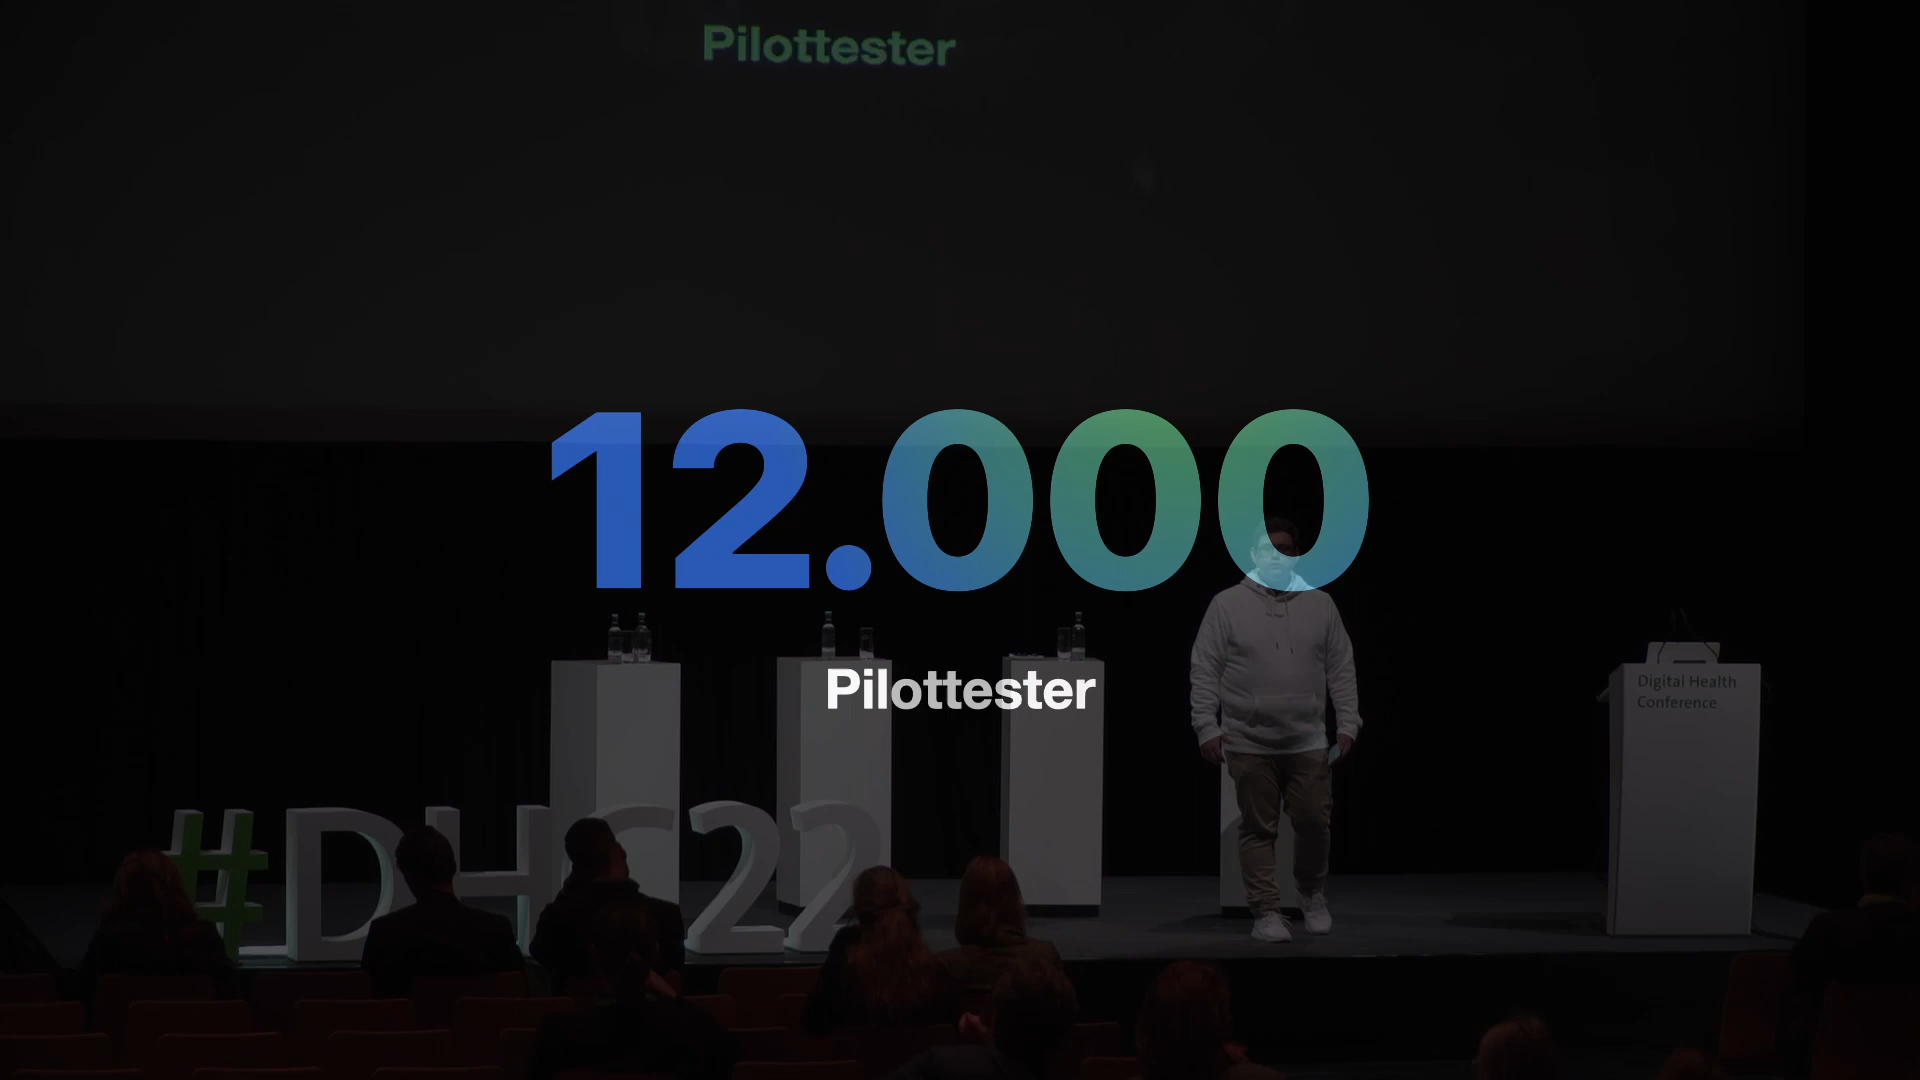 Pilottester
12.000
Pilottester
Digital Health
Conference
#DHC22